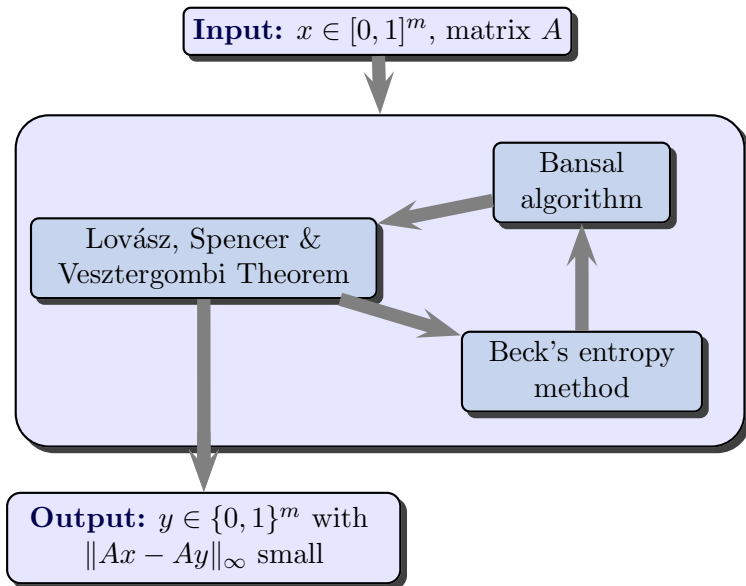 Input: x ∈ [0, 1]^m, matrix A
Bansal
algorithm
Lovász, Spencer &
Vesztergombi Theorem
Beck's entropy
method
Output: y ∈ {0, 1}^m with
‖Ax − Ay‖_∞ small